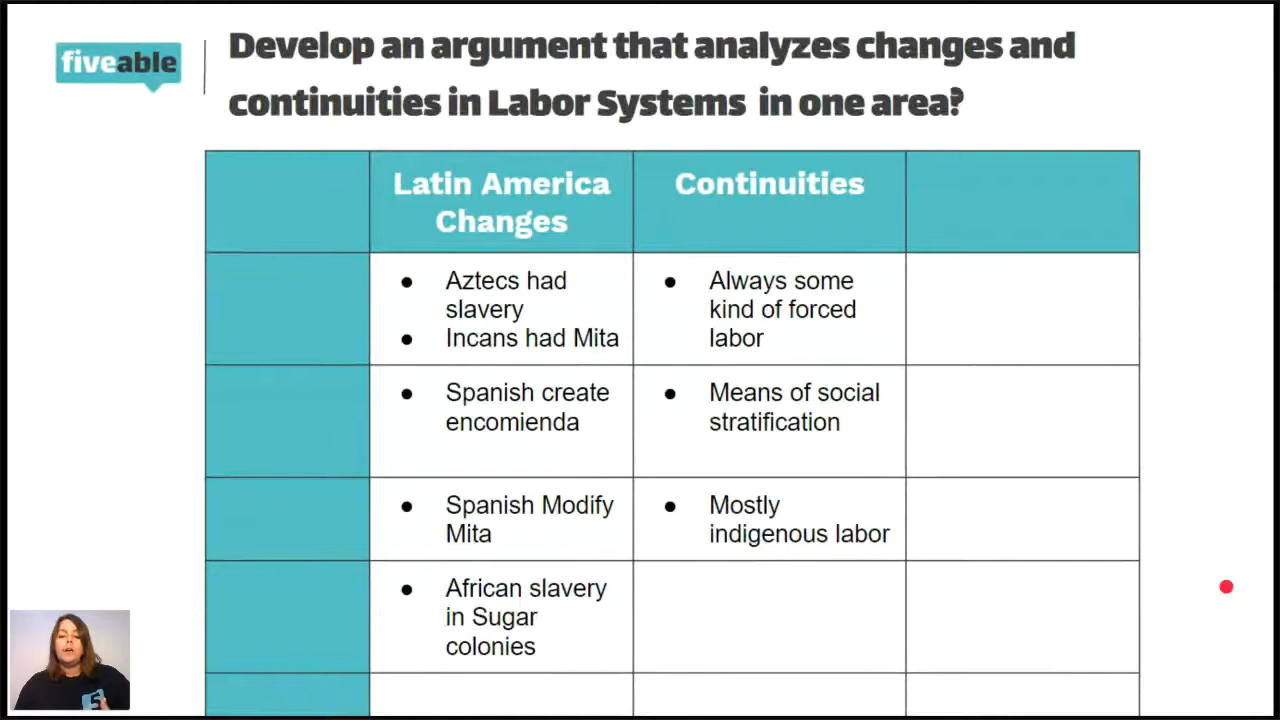 fiveable
Develop an argument that analyzes changes and
continuities in Labor Systems in one area?
Latin America
Changes
Continuities
● Aztecs had
slavery
● Incans had Mita
● Always some
kind of forced
labor
● Spanish create
encomienda
● Means of social
stratification
● Spanish Modify
Mita
● Mostly
indigenous labor
● African slavery
in Sugar
colonies
5